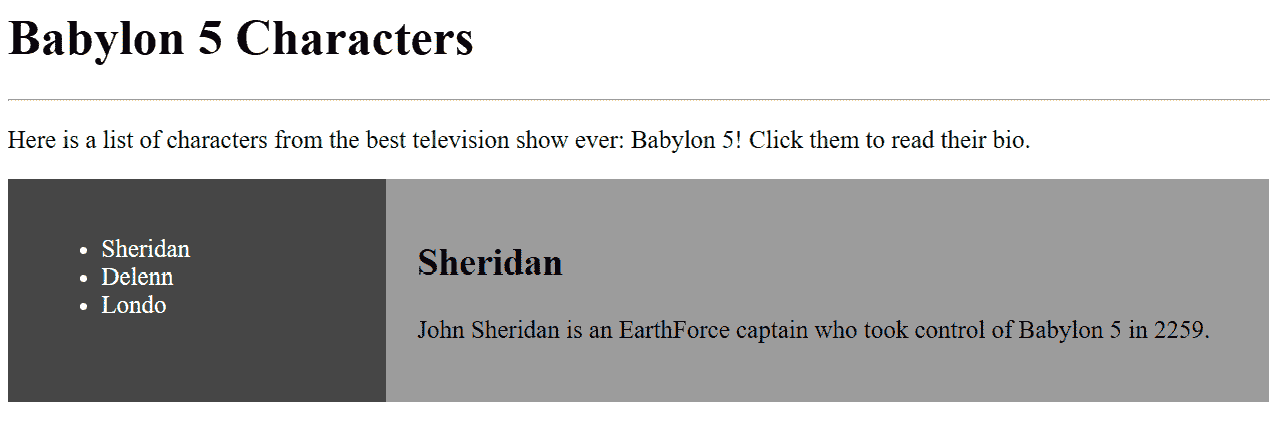 Babylon 5 Characters
Here is a list of characters from the best television show ever: Babylon 5! Click them to read their bio.
Sheridan
Delenn
Londo
Sheridan
John Sheridan is an EarthForce captain who took control of Babylon 5 in 2259.